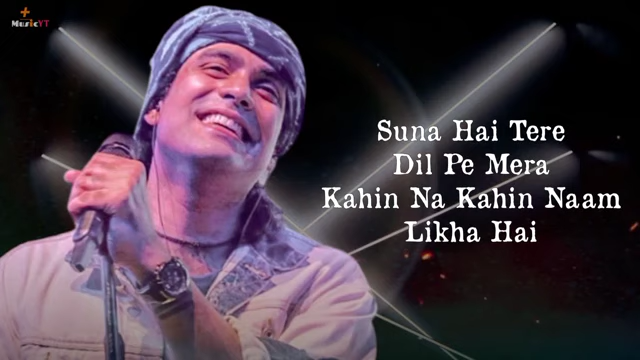 MusicYT
Suna Hai Tere
Dil Pe Mera
Kahin Na Kahin Naam
Likha Hai